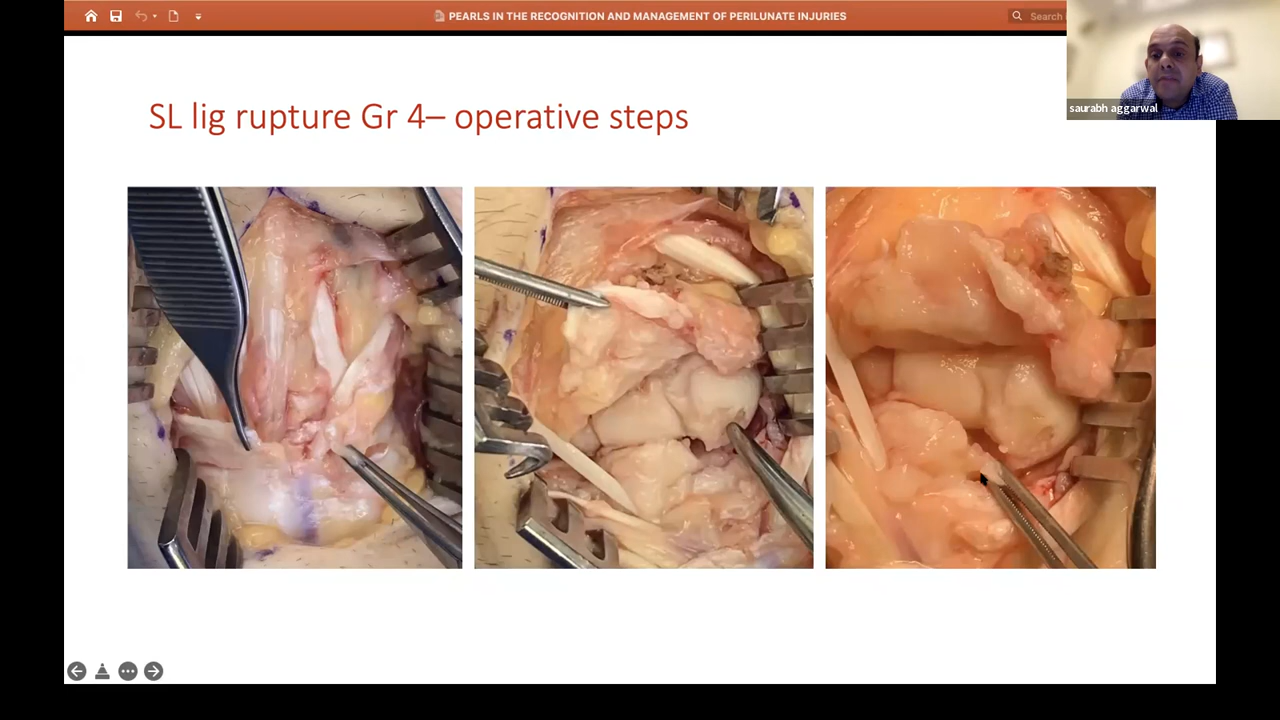 PEARLS IN THE RECOGNITION AND MANAGEMENT OF PERILUNATE INJURIES
Search
saurabh aggarwal
SL lig rupture Gr 4– operative steps